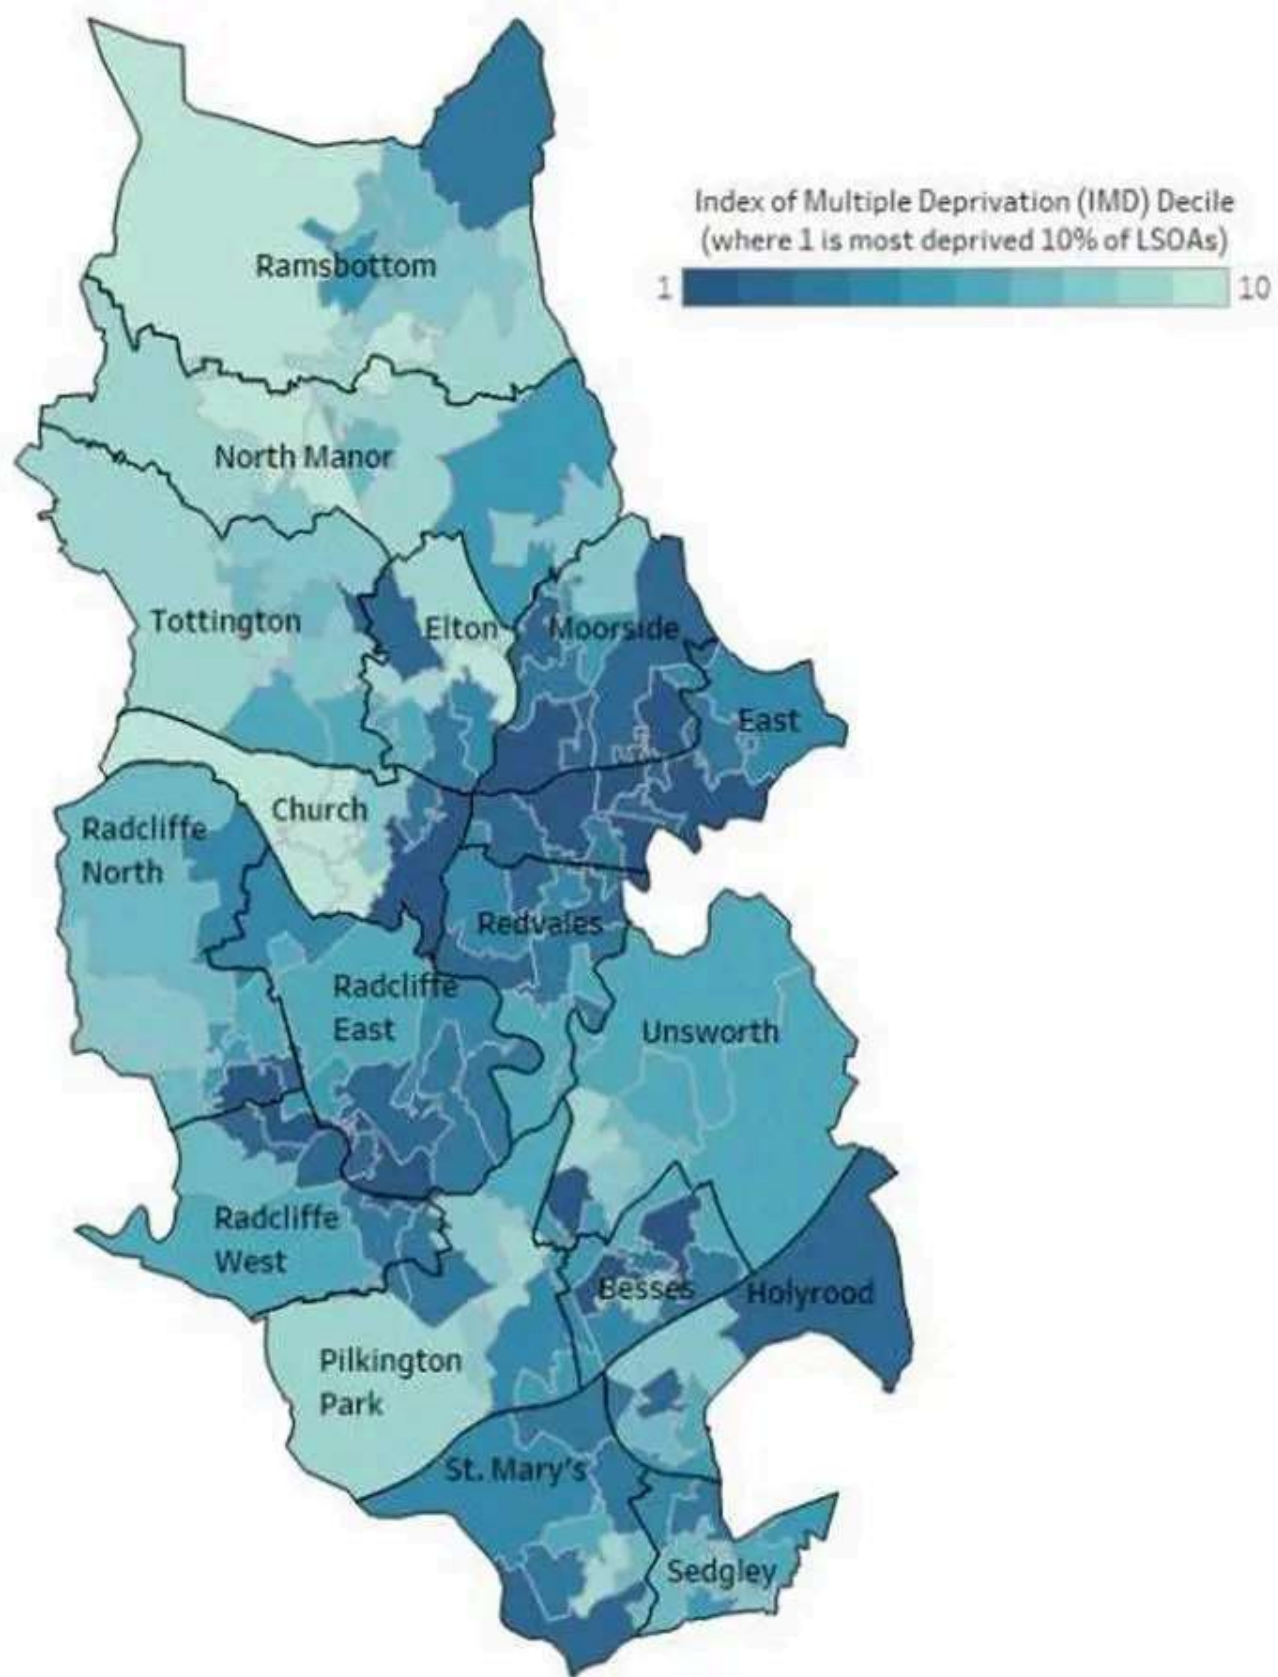 Index of Multiple Deprivation (IMD) Decile
(where 1 is most deprived 10% of LSOAs)
1 10
Ramsbottom
North Manor
Tottington
Elton
Moorside
East
Church
Radcliffe
North
Redvales
Radcliffe
East
Unsworth
Radcliffe
West
Besses
Holyrood
Pilkington
Park
St. Mary's
Sedgley